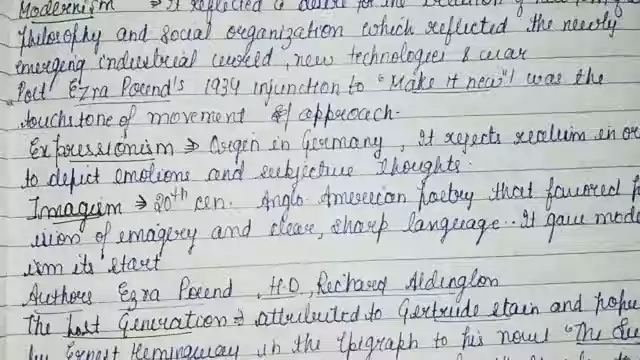 Modernism → It reflected a desire for the creation of
Philosophy and social organization which reflected the newly
emerging industrial world, new technologies & war
"Poet Ezra Pound's 1934 injunction to "Make it new"! was the
touchstone of movement approach.
Expressionism ⇒ Origin in Germany, It rejects realism in or
to depict emotions and subjective thoughts.
Imagism → 20th cen. Anglo American poetry that favored
ision of imagery and clear, sharp language.. It gave mode
ism its start
Authors Ezra Pound, H.D, Richard Aldington
The Lost Generation ⇒ attributed to Gertrude stein and popu
by Ernest Hemingway in the Epigraph to his novel "The Su